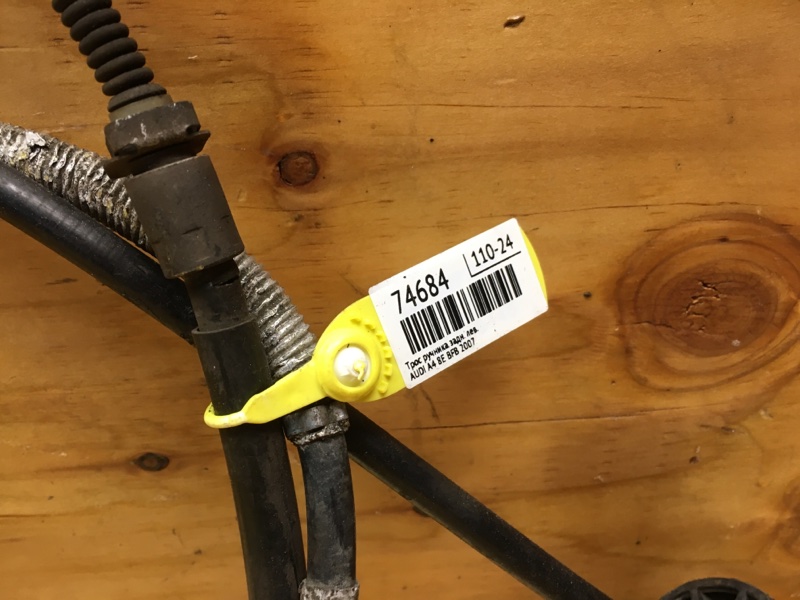 74684 110-24
Трос ручника задн. лев.
AUDI A4 8E BFB 2007